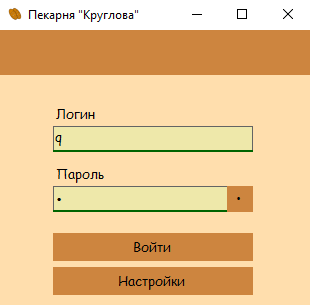 Пекарня "Круглова"
Логин
q
Пароль
Войти
Настройки